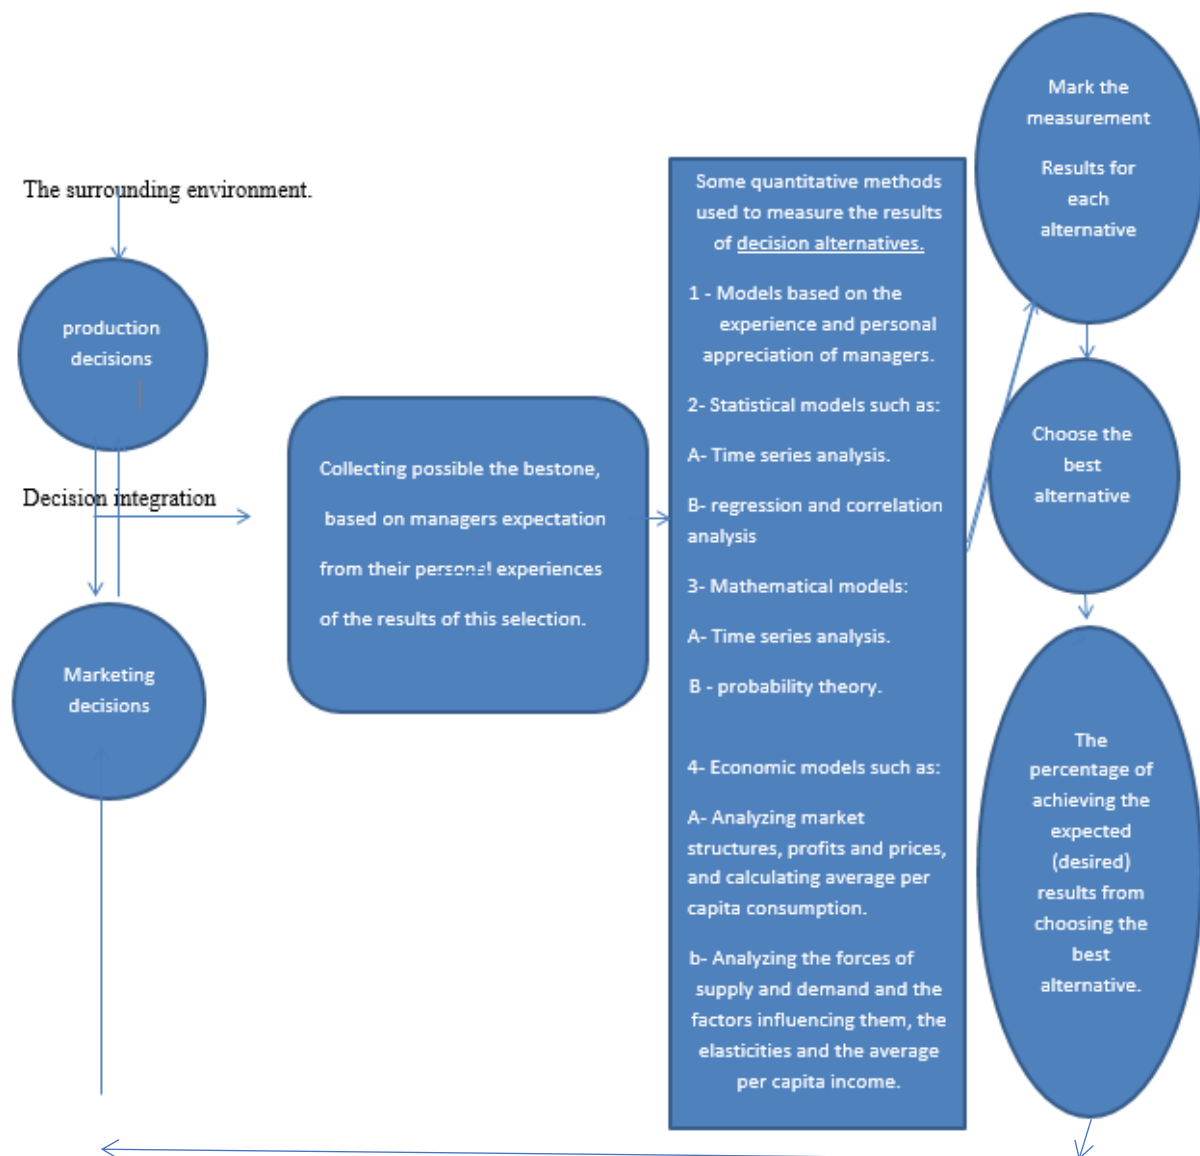 The surrounding environment.
production
decisions
Decision integration
Marketing
decisions
Collecting possible the bestone,
based on managers expectation
from their personal experiences
of the results of this selection.
Some quantitative methods
used to measure the results
of decision alternatives.
1 - Models based on the
experience and personal
appreciation of managers.
2- Statistical models such as:
A- Time series analysis.
B- regression and correlation
analysis
3- Mathematical models:
A- Time series analysis.
B - probability theory.
4- Economic models such as:
A- Analyzing market
structures, profits and prices,
and calculating average per
capita consumption.
b- Analyzing the forces of
supply and demand and the
factors influencing them, the
elasticities and the average
per capita income.
Mark the
measurement
Results for
each
alternative
Choose the
best
alternative
The
percentage of
achieving the
expected
(desired)
results from
choosing the
best
alternative.